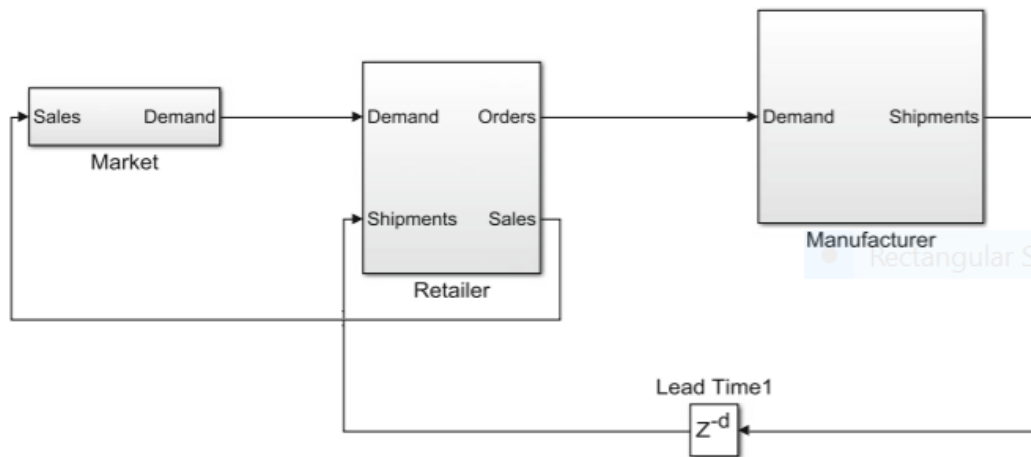 Sales
Demand
Market
Demand
Orders
Shipments
Sales
Retailer
Demand
Shipments
Manufacturer
Rectangular S
Lead Time1
Z^-d